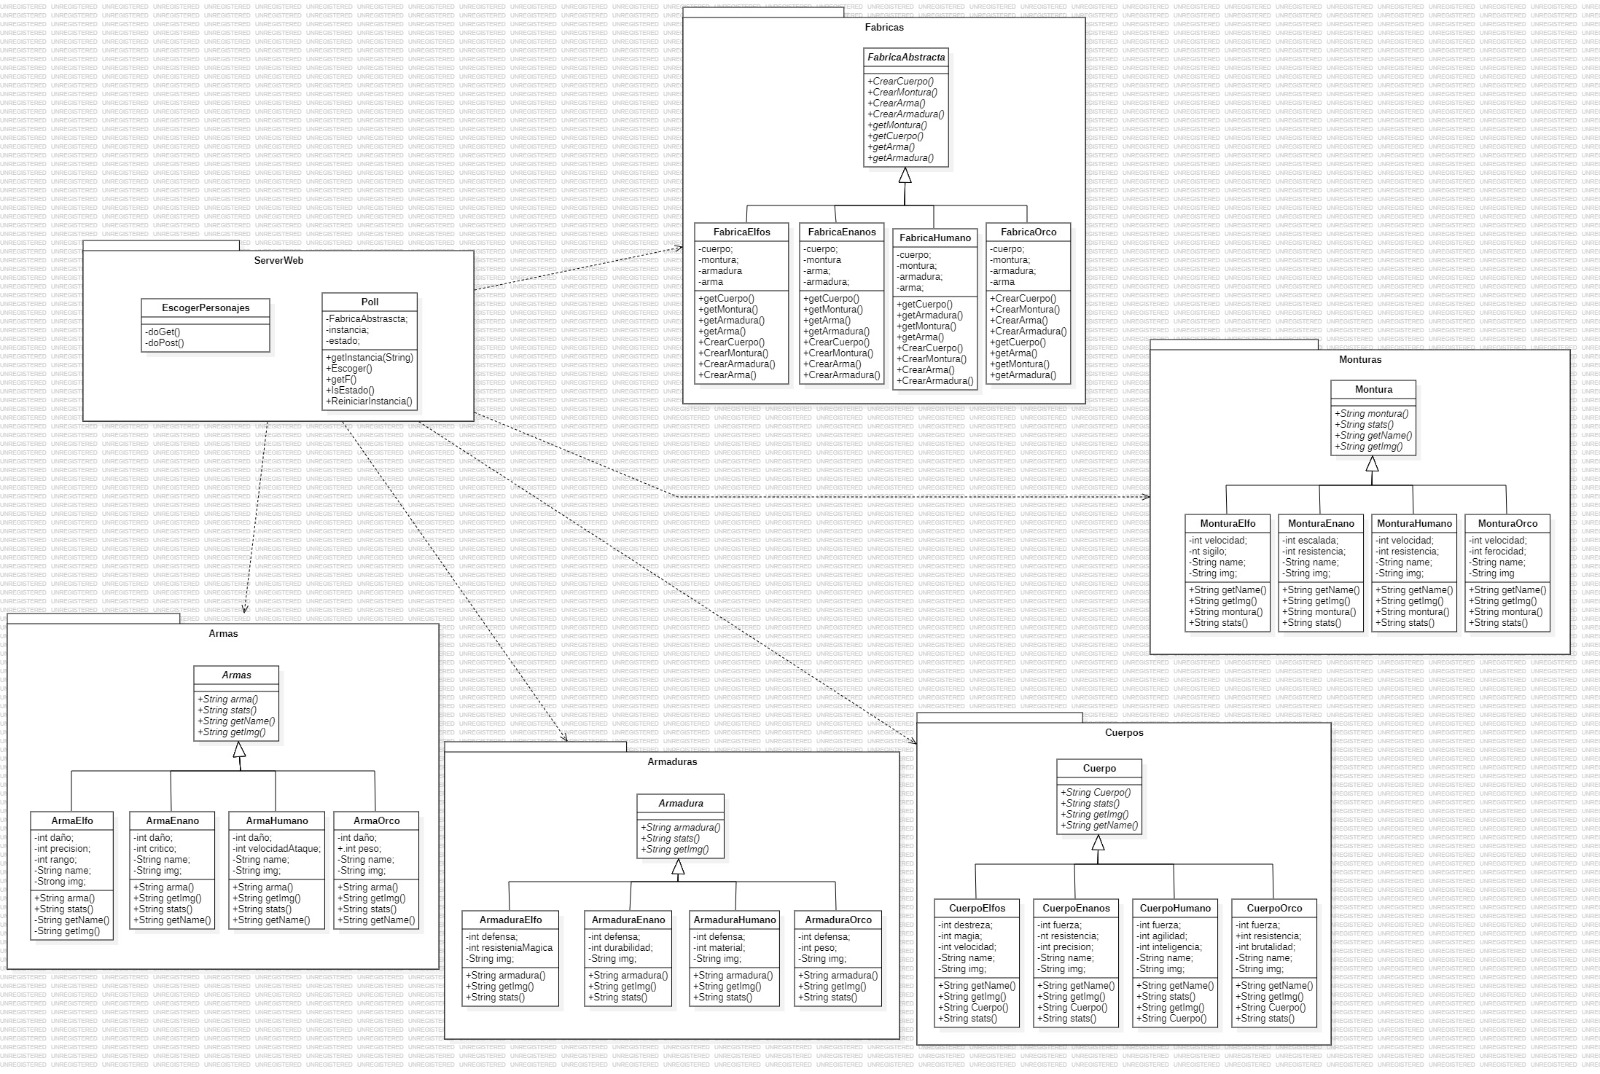 Fabricas
FabricaAbstracta
+CrearCuerpo()
+CrearMontura()
+CrearArma()
+CrearArmadura()
+getMontura()
+getCuerpo()
+getArma()
+getArmadura()
FabricaElfos
-cuerpo;
-montura;
-armadura
-arma
+getCuerpo()
+getMontura()
+getArmadura()
+getArma()
+CrearCuerpo()
+CrearMontura()
+CrearArmadura()
+CrearArma()
FabricaEnanos
-cuerpo;
-montura
-arma;
-armadura;
+getCuerpo()
+getMontura()
+getArma()
+getArmadura()
+CrearCuerpo()
+CrearMontura()
+CrearArma()
+CrearArmadura()
FabricaHumano
-cuerpo;
-montura;
-armadura;
-arma;
+getCuerpo()
+getArmadura()
+getMontura()
+getArma()
+CrearCuerpo()
+CrearMontura()
+CrearArma()
+CrearArmadura()
FabricaOrco
-cuerpo;
-montura;
-armadura;
-arma
+CrearCuerpo()
+CrearMontura()
+CrearArma()
+CrearArmadura()
+getCuerpo()
+getArma()
+getMontura()
+getArmadura()
ServerWeb
EscogerPersonajes
-doGet()
-doPost()
Poll
-FabricaAbstrascta;
-instancia;
-estado;
+getInstancia(String)
+Escoger()
+getF()
+IsEstado()
+ReiniciarInstancia()
Monturas
Montura
+String montura()
+String stats()
+String getName()
+String getImg()
MonturaElfo
-int velocidad;
-nt sigilo;
-String name;
-String img;
+String getName()
+String getImg()
+String montura()
+String stats()
MonturaEnano
-int escalada;
-int resistencia;
-String name;
-String img;
+String getName()
+String getImg()
+String montura()
+String stats()
MonturaHumano
-int velocidad;
-int resistencia;
-String name;
-String img;
+String getName()
+String getImg()
+String montura()
+String stats()
MonturaOrco
-int velocidad;
-int ferocidad;
-String name;
-String img
+String getName()
+String getImg()
+String montura()
+String stats()
Armas
Armas
+String arma()
+String stats()
+String getName()
+String getImg()
ArmaElfo
-int daño;
-int precision;
-int rango;
-String name;
-Strong img;
+String arma()
+String stats()
-String getName()
-String getImg()
ArmaEnano
-int daño;
-int critico;
-String name;
-String img;
+String arma()
+String getImg()
+String stats()
+String getName()
ArmaHumano
-int daño;
-int velocidadAtaque;
-String name;
-String img;
+String arma()
+String getImg()
+String stats()
+String getName()
ArmaOrco
-int daño;
+.int peso;
-String name;
-String img;
+String arma()
+String getImg()
+String stats()
+String getName()
Armaduras
Armadura
+String armadura()
+String stats()
+String getImg()
ArmaduraElfo
-int defensa;
-int resisteniaMagica
-String img;
+String armadura()
+String getImg()
+String stats()
ArmaduraEnano
-int defensa;
-int durabilidad;
-String img;
+String armadura()
+String getImg()
+String stats()
ArmaduraHumano
-int defensa;
-int material;
-String img;
+String armadura()
+String getImg()
+String stats()
ArmaduraOrco
-int defensa;
-int peso;
-String img;
+String armadura()
+String getImg()
+String stats()
Cuerpos
Cuerpo
+String Cuerpo()
+String stats()
+String getImg()
+String getName()
CuerpoElfos
-int destreza;
-int magia;
-int velocidad;
-String name;
-String img;
+String getName()
+String getImg()
+String Cuerpo()
+String stats()
CuerpoEnanos
-int fuerza;
-nt resistencia;
-int precision;
-String name;
-String img;
+String getName()
+String getImg()
+String Cuerpo()
+String stats()
CuerpoHumano
-int fuerza;
-int agilidad;
-int inteligencia;
-String name;
-String img;
+String getName()
+String stats()
+String getImg()
+String Cuerpo()
CuerpoOrco
-int fuerza;
+int resistencia;
-int brutalidad;
-String name;
-String img;
+String getName()
+String getImg()
+String Cuerpo()
+String stats()
UNREGISTERED